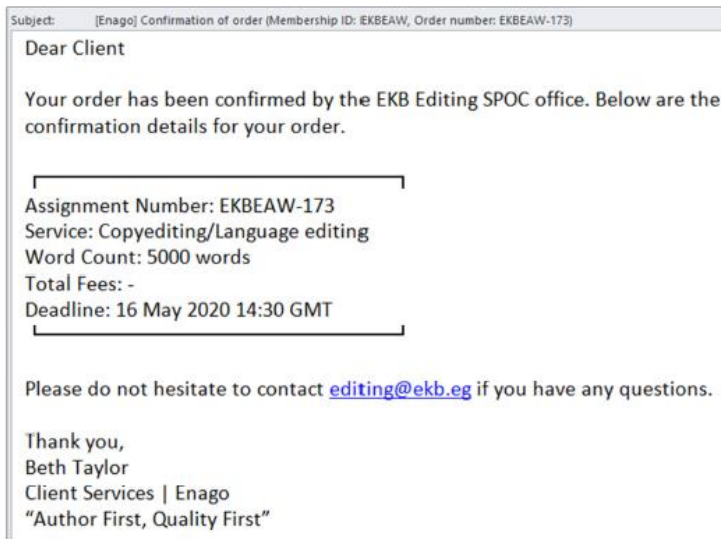 Subject: [Enago] Confirmation of order (Membership ID: EKBEAW, Order number: EKBEAW-173)
Dear Client
Your order has been confirmed by the EKB Editing SPOC office. Below are the
confirmation details for your order.
Assignment Number: EKBEAW-173
Service: Copyediting/Language editing
Word Count: 5000 words
Total Fees: -
Deadline: 16 May 2020 14:30 GMT
Please do not hesitate to contact editing@ekb.eg if you have any questions.
Thank you,
Beth Taylor
Client Services | Enago
“Author First, Quality First”